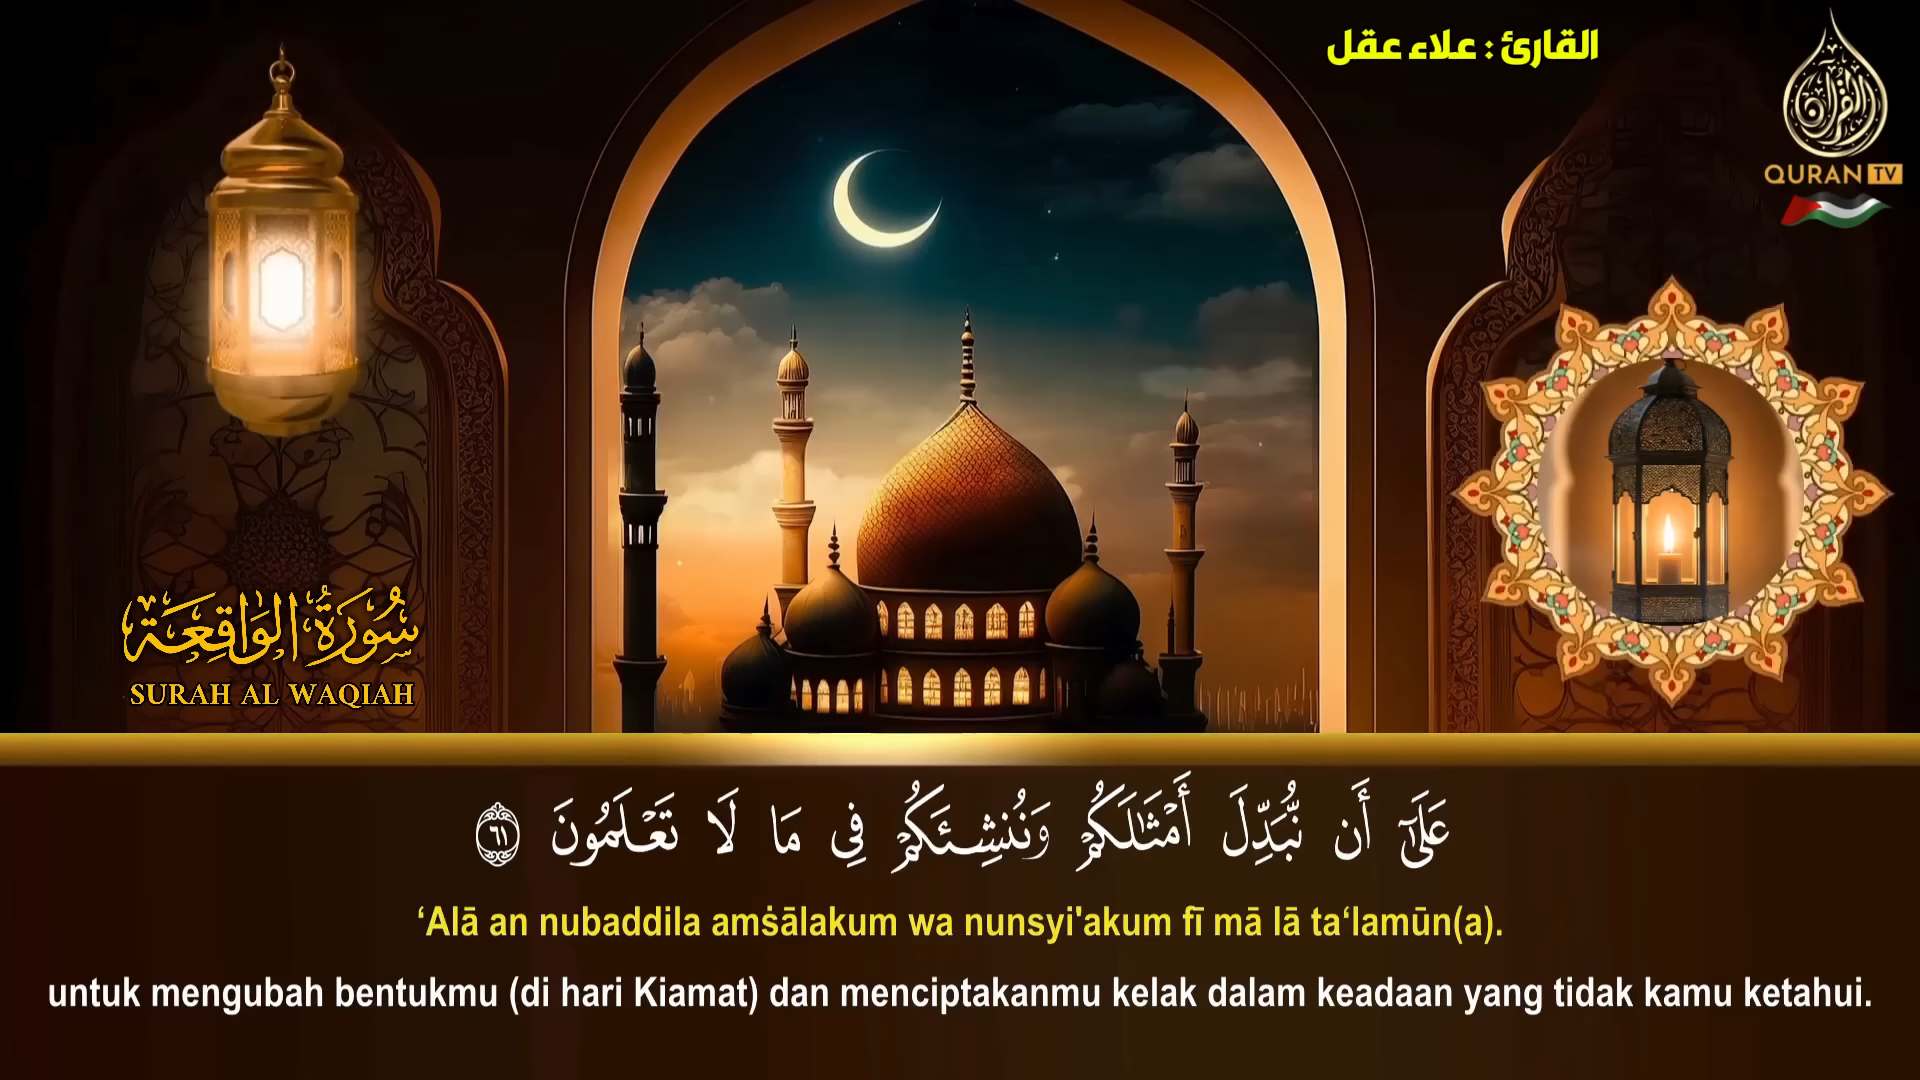 القارئ : علاء عقل
القرآن
QURAN TV
سُورَةُ الوَاقِعَة
SURAH AL WAQIAH
عَلَىٰٓ أَن نُّبَدِّلَ أَمْثَـٰلَكُمْ وَنُنشِئَكُمْ فِى مَا لَا تَعْلَمُونَ ٦١
‘Alā an nubaddila amṡālakum wa nunsyi'akum fī mā lā ta‘lamūn(a).
untuk mengubah bentukmu (di hari Kiamat) dan menciptakanmu kelak dalam keadaan yang tidak kamu ketahui.